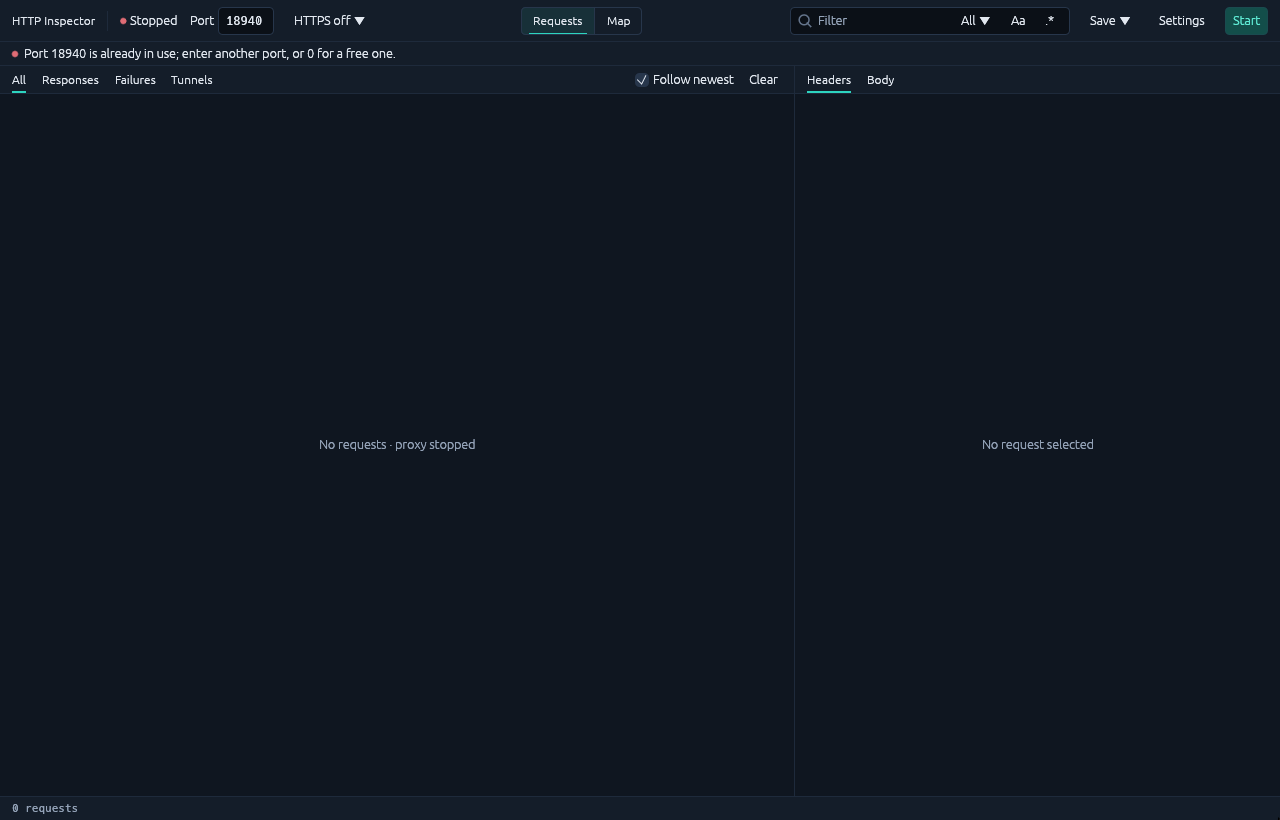 HTTP Inspector Stopped Port 18940 HTTPS off ▼ Requests Map Filter All ▼ Aa .* Save ▼ Settings Start
Port 18940 is already in use; enter another port, or 0 for a free one.
All Responses Failures Tunnels Follow newest Clear Headers Body
No requests · proxy stopped No request selected
0 requests